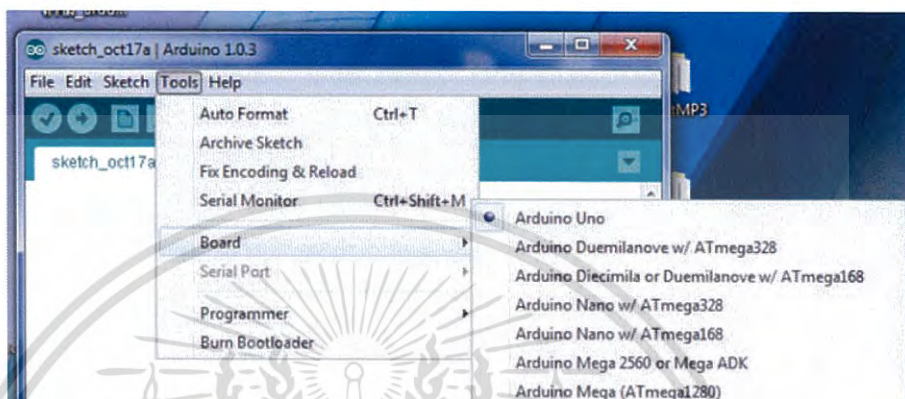 sketch_oct17a | Arduino 1.0.3
File Edit Sketch Tools Help
MP3
sketch_oct17a
Auto Format Ctrl+T
Archive Sketch
Fix Encoding & Reload
Serial Monitor Ctrl+Shift+M
Board
Serial Port
Programmer
Burn Bootloader
Arduino Uno
Arduino Duemilanove w/ ATmega328
Arduino Diecimila or Duemilanove w/ ATmega168
Arduino Nano w/ ATmega328
Arduino Nano w/ ATmega168
Arduino Mega 2560 or Mega ADK
Arduino Mega (ATmega1280)